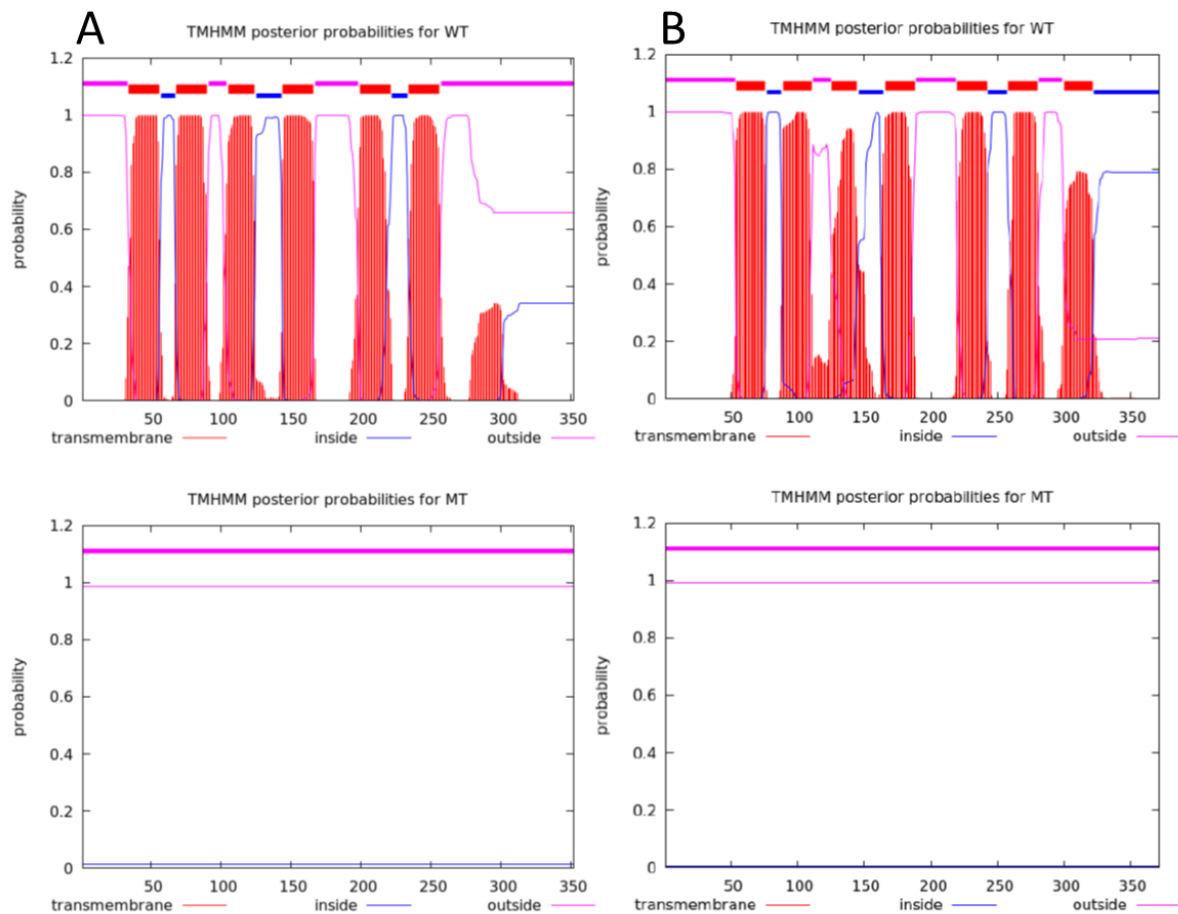 A
TMHMM posterior probabilities for WT
probability
1.2
1
0.8
0.6
0.4
0.2
0
50 100 150 200 250 300 350
transmembrane inside outside
B
TMHMM posterior probabilities for WT
probability
1.2
1
0.8
0.6
0.4
0.2
0
50 100 150 200 250 300 350
transmembrane inside outside
TMHMM posterior probabilities for MT
probability
1.2
1
0.8
0.6
0.4
0.2
0
50 100 150 200 250 300 350
transmembrane inside outside
TMHMM posterior probabilities for MT
probability
1.2
1
0.8
0.6
0.4
0.2
0
50 100 150 200 250 300 350
transmembrane inside outside